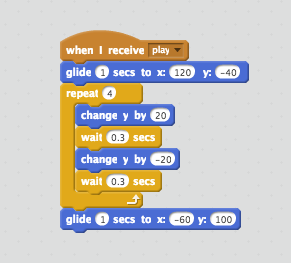 when I receive play
glide 1 secs to x: 120 y: -40
repeat 4
change y by 20
wait 0.3 secs
change y by -20
wait 0.3 secs
glide 1 secs to x: -60 y: 100